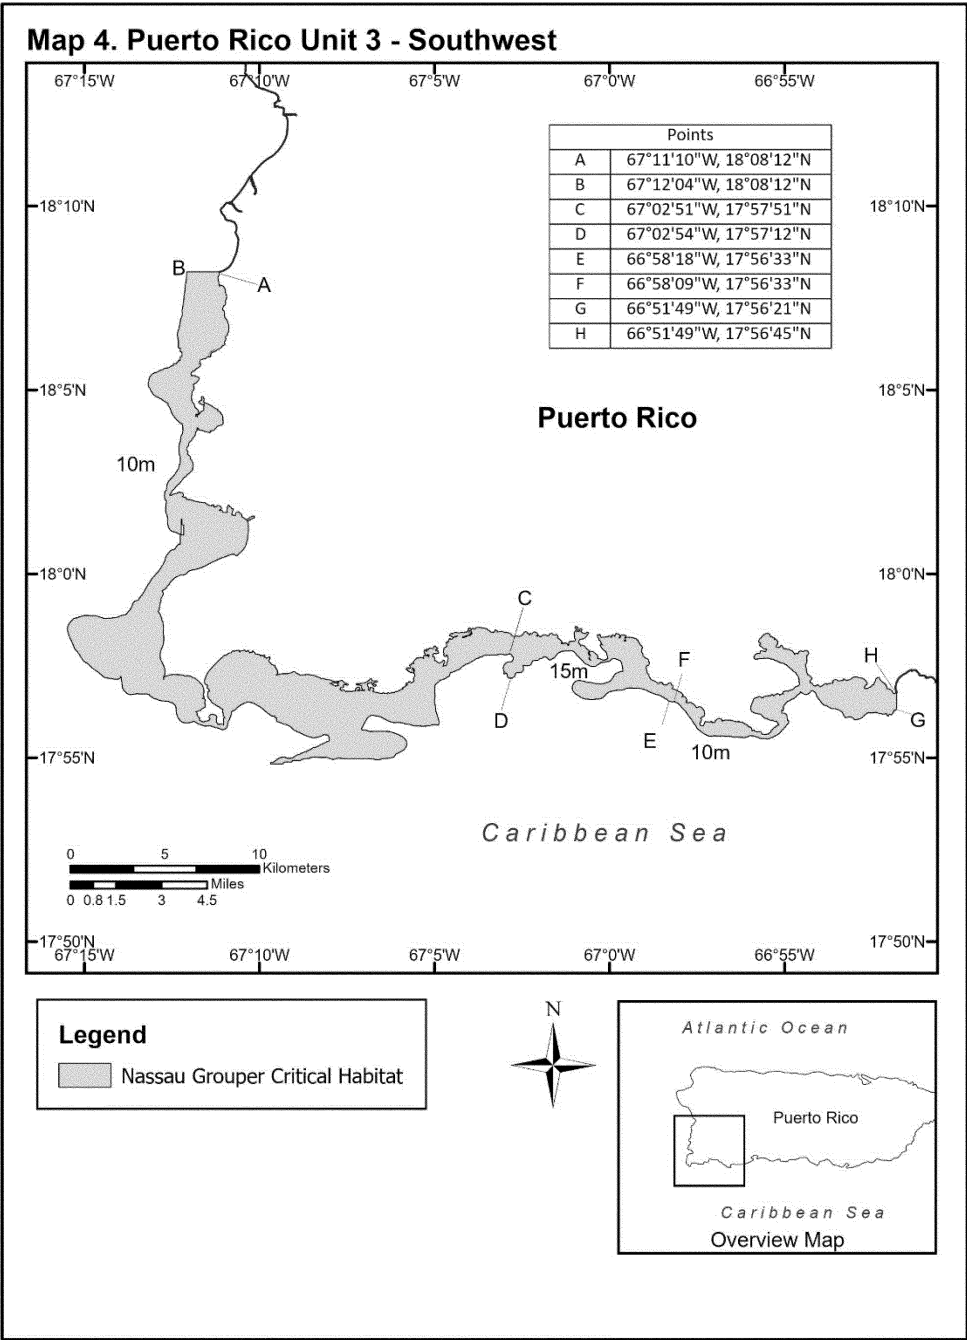 Map 4. Puerto Rico Unit 3 - Southwest
67°15'W 67°10'W 67°5'W 67°0'W 66°55'W
Points
A 67°11'10"W, 18°08'12"N
B 67°12'04"W, 18°08'12"N
C 67°02'51"W, 17°57'51"N
D 67°02'54"W, 17°57'12"N
E 66°58'18"W, 17°56'33"N
F 66°58'09"W, 17°56'33"N
G 66°51'49"W, 17°56'21"N
H 66°51'49"W, 17°56'45"N
18°10'N 18°10'N
B
A
18°5'N 18°5'N
Puerto Rico
10m
18°0'N 18°0'N
C
H
F
15m
D
G
E
10m
17°55'N 17°55'N
Caribbean Sea
0 5 10
Kilometers
Miles
0 0.8 1.5 3 4.5
17°50'N 17°50'N
67°15'W 67°10'W 67°5'W 67°0'W 66°55'W
Legend
Nassau Grouper Critical Habitat
N
Atlantic Ocean
Puerto Rico
Caribbean Sea
Overview Map